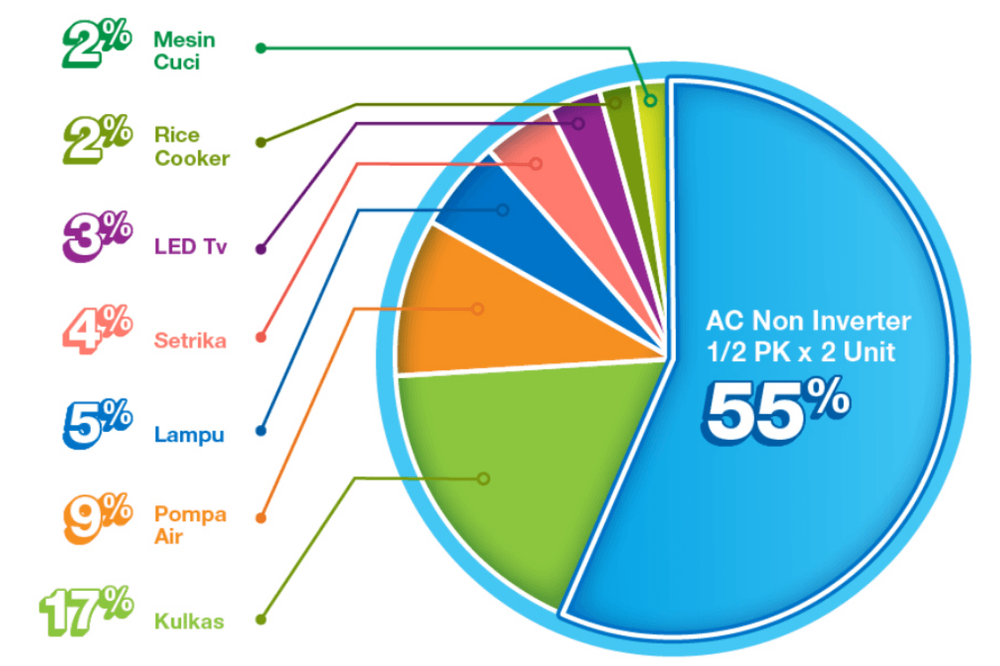 2%
Mesin
Cuci
2%
Rice
Cooker
3%
LED Tv
4%
Setrika
5%
Lampu
9%
Pompa
Air
17%
Kulkas
AC Non Inverter
1/2 PK x 2 Unit
55%